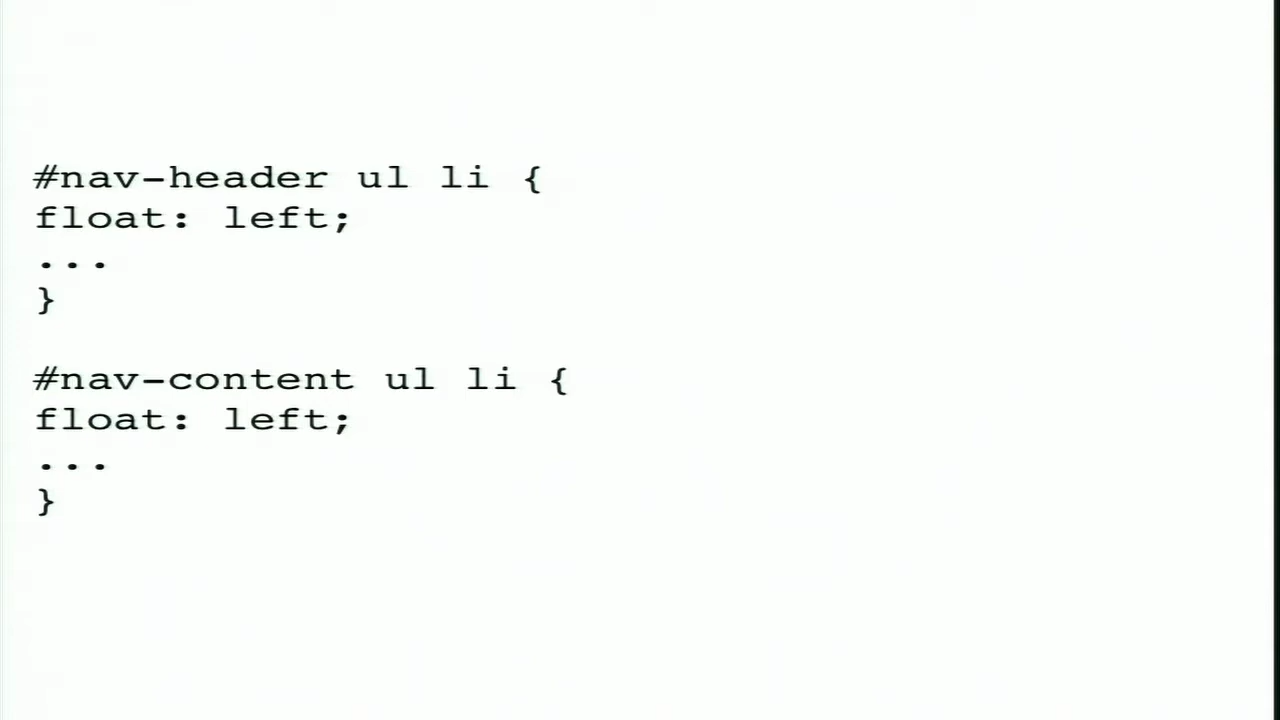 #nav-header ul li {
float: left;
...
}
#nav-content ul li {
float: left;
...
}